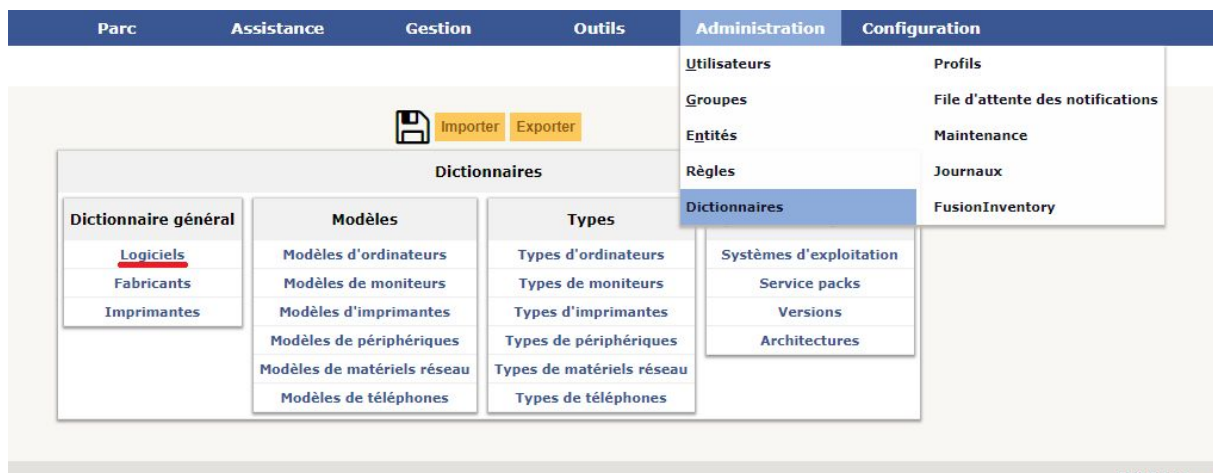 Parc Assistance Gestion Outils Administration Configuration
Utilisateurs Profils
Groupes File d'attente des notifications
Entités Maintenance
Règles Journaux
Dictionnaires FusionInventory
Importer Exporter
Dictionnaires
Dictionnaire général
Logiciels
Fabricants
Imprimantes
Modèles
Modèles d'ordinateurs
Modèles de moniteurs
Modèles d'imprimantes
Modèles de périphériques
Modèles de matériels réseau
Modèles de téléphones
Types
Types d'ordinateurs
Types de moniteurs
Types d'imprimantes
Types de périphériques
Types de matériels réseau
Types de téléphones
Systèmes d'exploitation
Service packs
Versions
Architectures